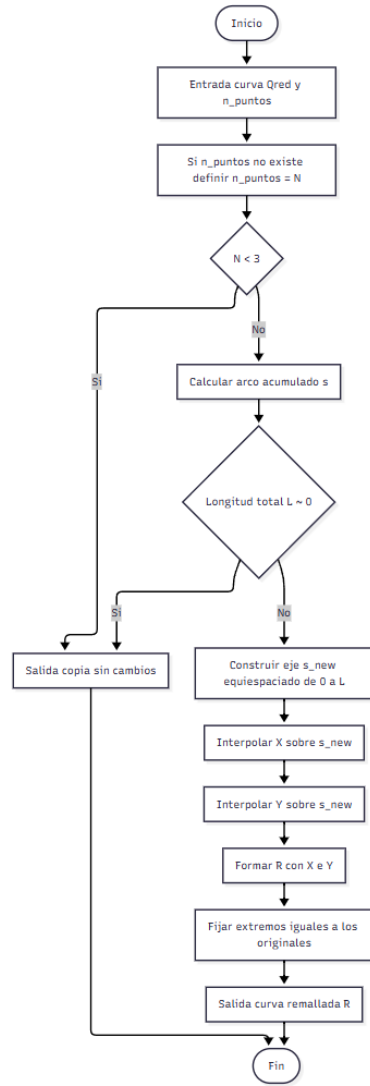 Inicio
Entrada curva Qred y
n_puntos
Si n_puntos no existe
definir n_puntos = N
N < 3
No
Si
Calcular arco acumulado s
Longitud total L ~ 0
Si
No
Salida copia sin cambios
Construir eje s_new
equiespaciado de 0 a L
Interpolar X sobre s_new
Interpolar Y sobre s_new
Formar R con X e Y
Fijar extremos iguales a los
originales
Salida curva remallada R
Fin